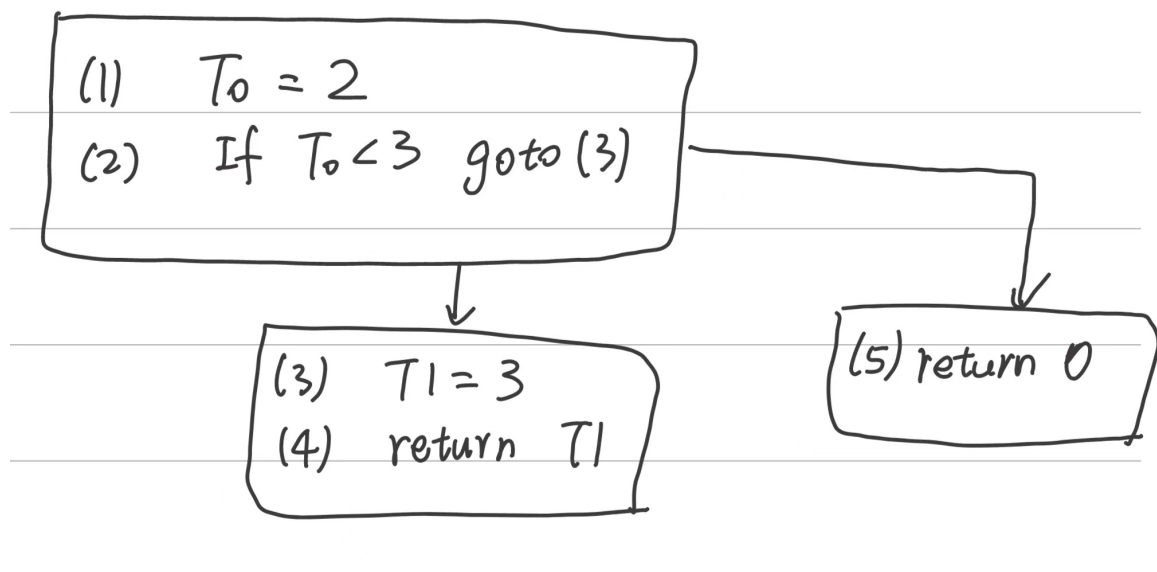 (1) T0 = 2
(2) If T0<3 goto (3)
(3) T1 = 3
(4) return T1
(5) return 0